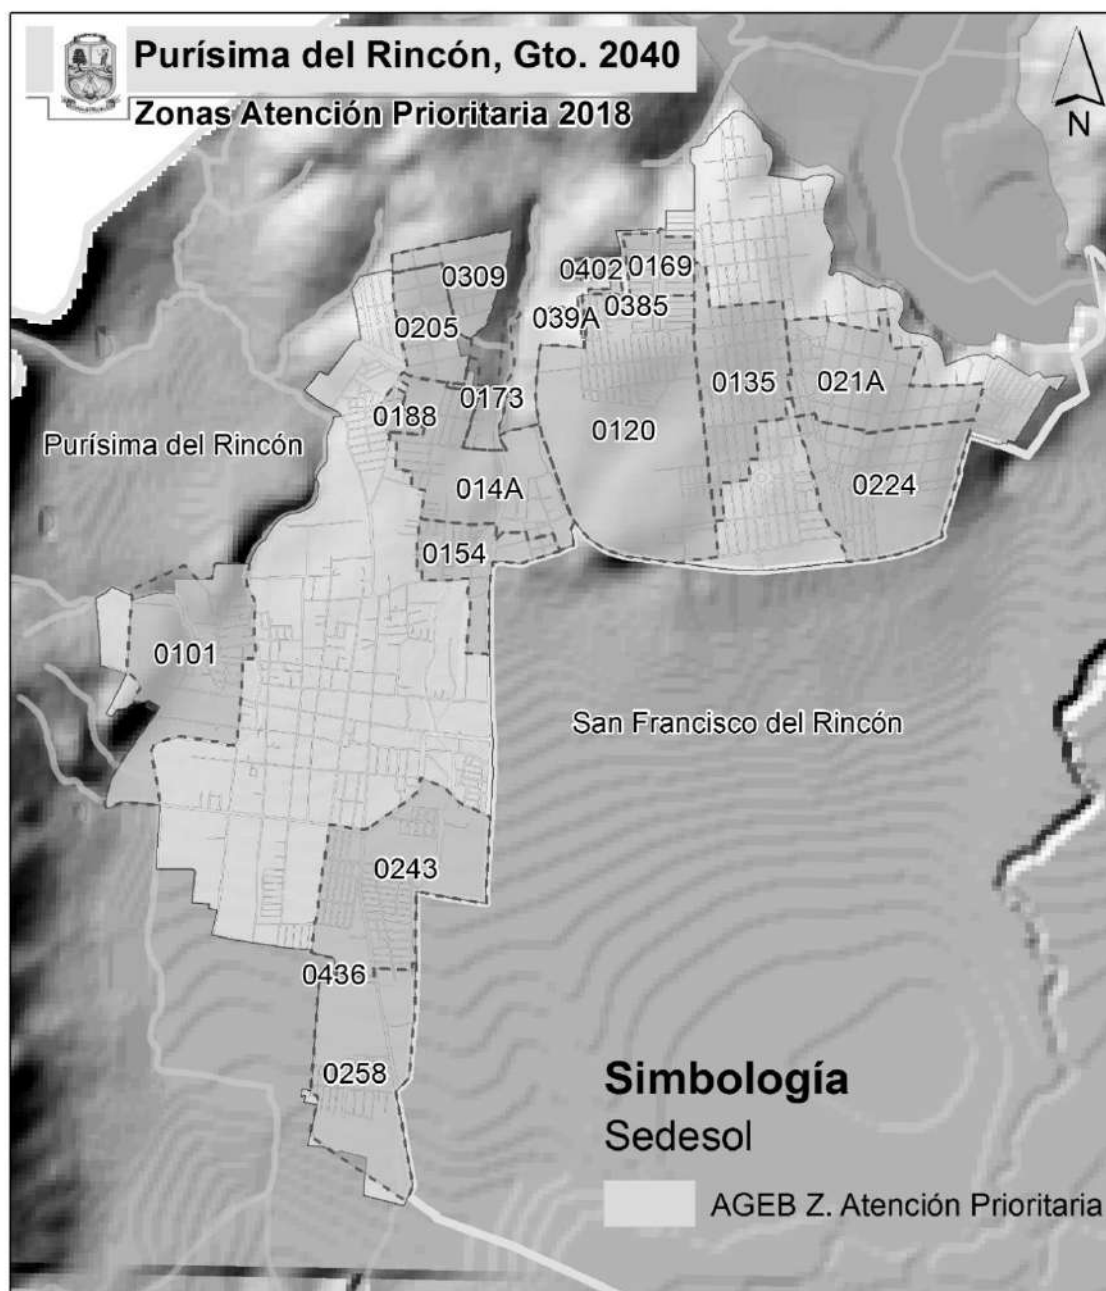 Purísima del Rincón, Gto. 2040
Zonas Atención Prioritaria 2018
N
0309
0402
0169
039A
0385
0205
0173
0135
021A
0188
0120
014A
0224
Purísima del Rincón
0154
0101
San Francisco del Rincón
0243
0436
0258
Simbología
Sedesol
AGEB Z. Atención Prioritaria